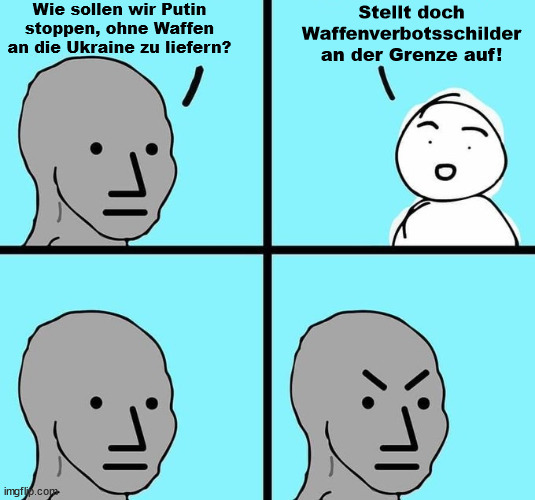 Wie sollen wir Putin
stoppen, ohne Waffen
an die Ukraine zu liefern?
Stellt doch
Waffenverbotsschilder
an der Grenze auf!
imgflip.com